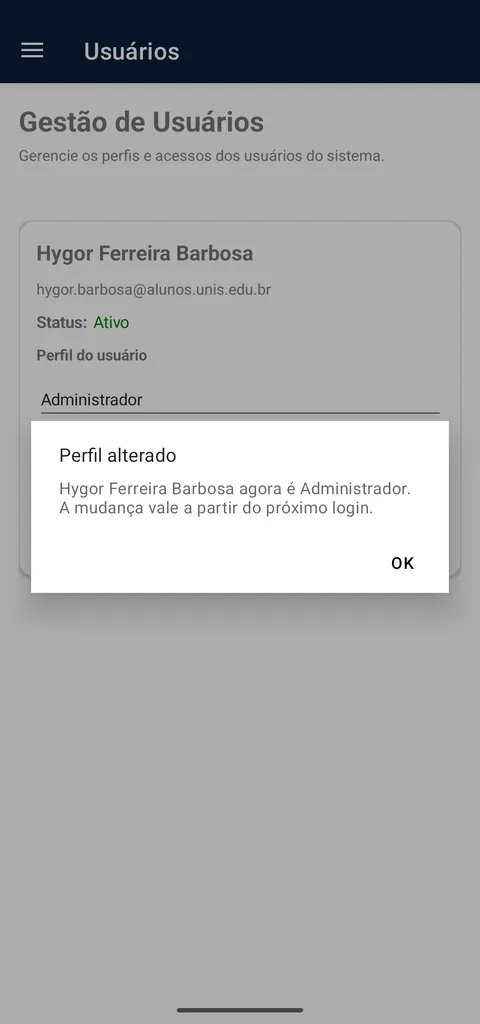 Usuários
Gestão de Usuários
Gerencie os perfis e acessos dos usuários do sistema.
Hygor Ferreira Barbosa
hygor.barbosa@alunos.unis.edu.br
Status: Ativo
Perfil do usuário
Administrador
Perfil alterado
Hygor Ferreira Barbosa agora é Administrador.
A mudança vale a partir do próximo login.
OK